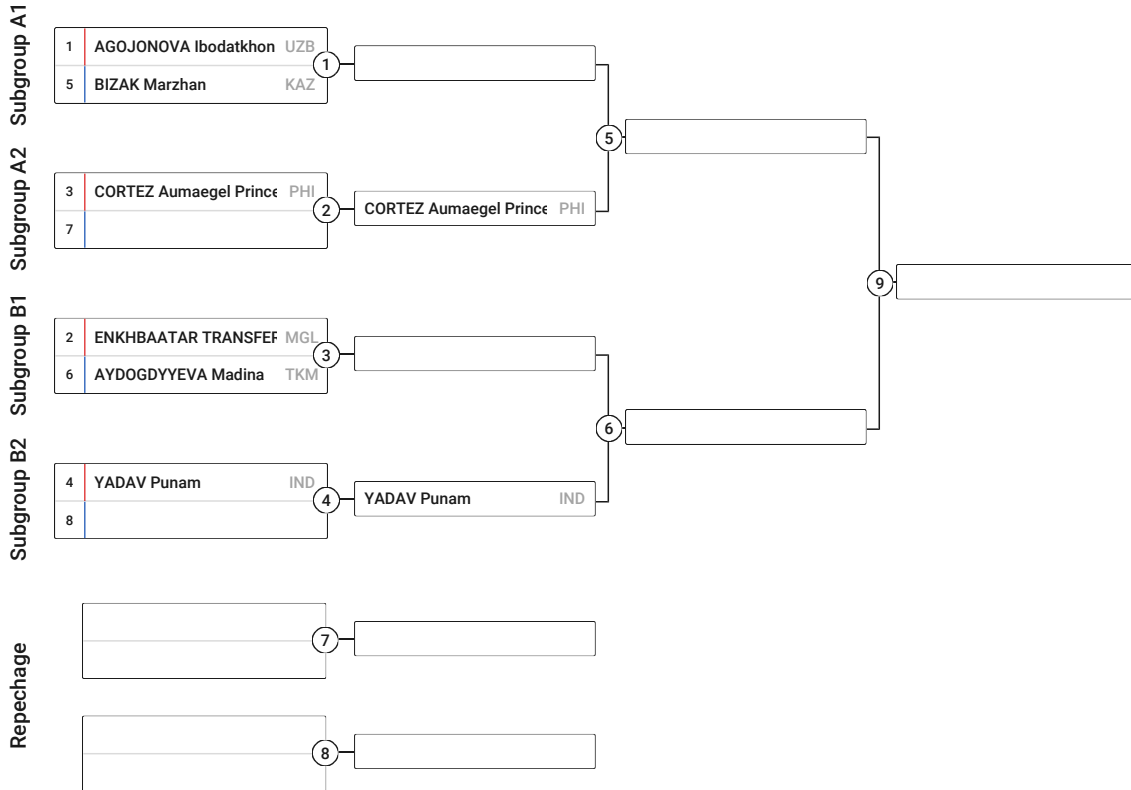 Subgroup A1
1 AGOJONOVA Ibodatkhon UZB
5 BIZAK Marzhan KAZ
1
5
Subgroup A2
3 CORTEZ Aumaegel Prince PHI
7
2
CORTEZ Aumaegel Prince PHI
9
Subgroup B1
2 ENKHBAATAR TRANSFER MGL
6 AYDOGDYYEVA Madina TKM
3
6
Subgroup B2
4 YADAV Punam IND
8
4
YADAV Punam IND
Repechage
7
8